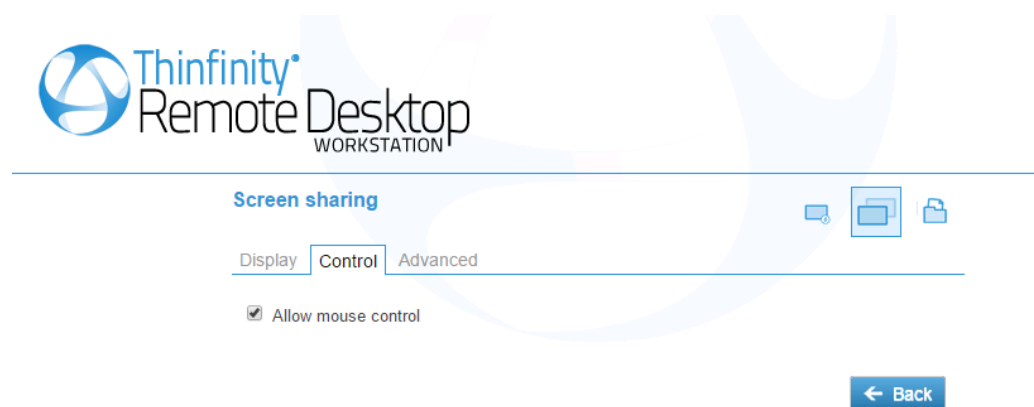 Thinfinity®
Remote Desktop
WORKSTATION
Screen sharing
Display Control Advanced
Allow mouse control
Back